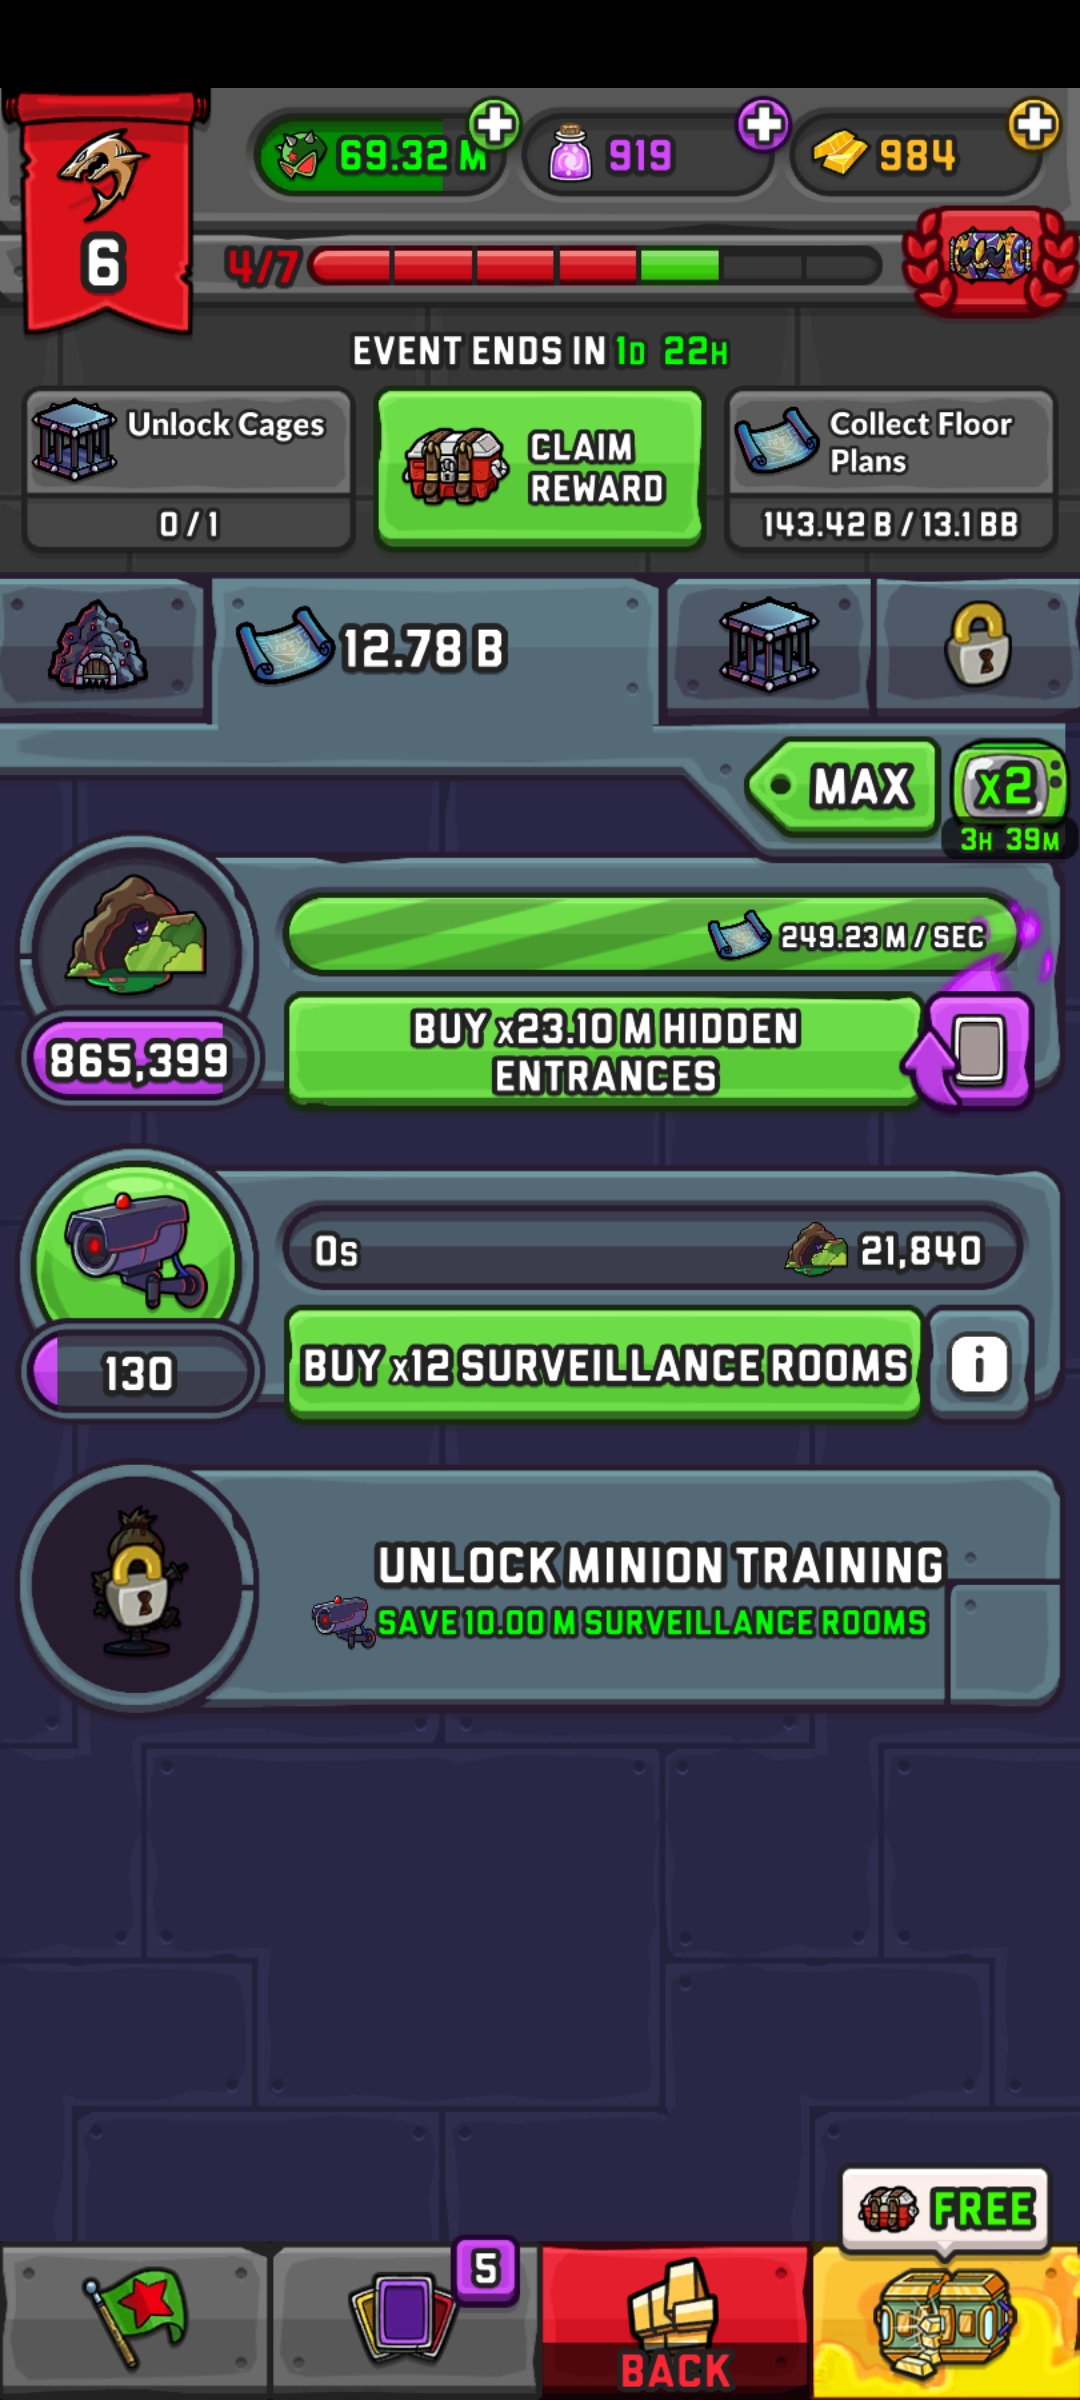 69.32 M
919
984
6
4/7
EVENT ENDS IN 1D 22H
Unlock Cages
0 / 1
CLAIM
REWARD
Collect Floor
Plans
143.42 B / 13.1 BB
12.78 B
MAX
x2
3H 39M
249.23 M / SEC
865,399
BUY x23.10 M HIDDEN
ENTRANCES
0s
21,840
130
BUY x12 SURVEILLANCE ROOMS
i
UNLOCK MINION TRAINING
SAVE 10.00 M SURVEILLANCE ROOMS
FREE
5
BACK